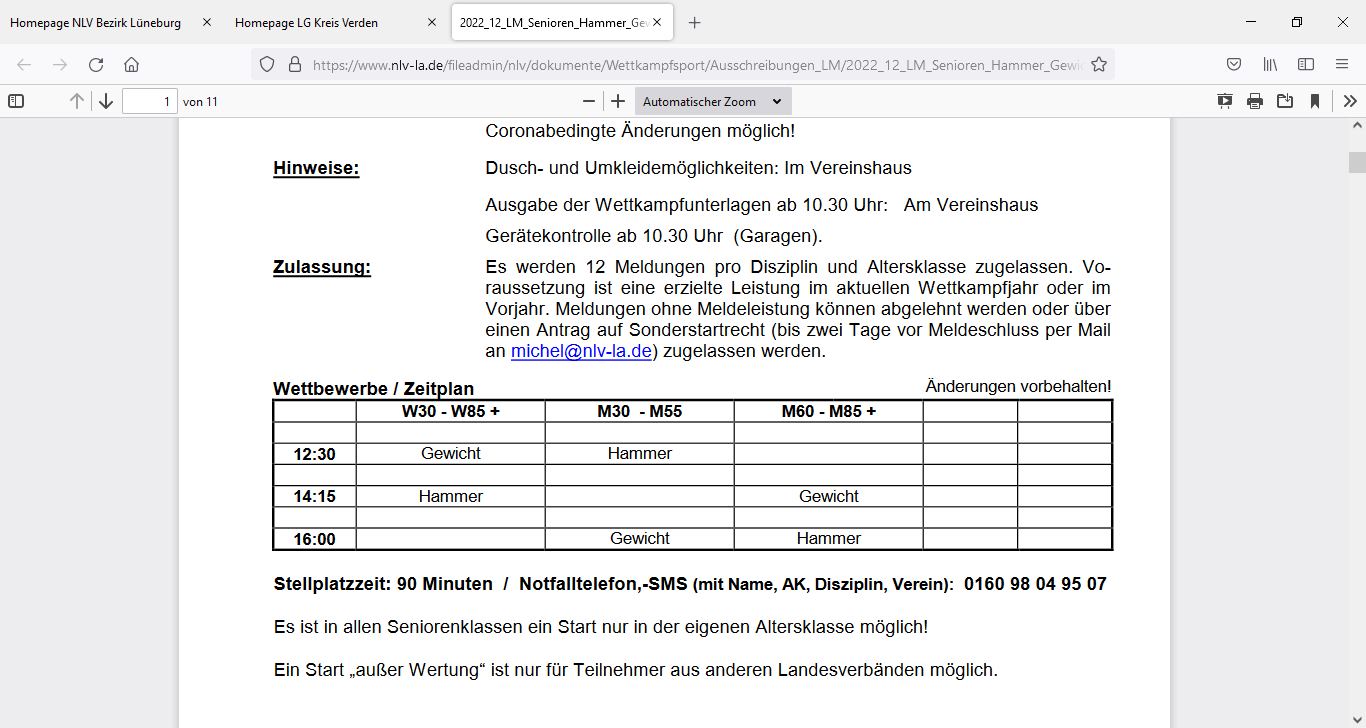 Homepage NLV Bezirk Lüneburg
Homepage LG Kreis Verden
2022_12_LM_Senioren_Hammer_Gew
https://www.nlv-la.de/fileadmin/nlv/dokumente/Wettkampfsport/Ausschreibungen_LM/2022_12_LM_Senioren_Hammer_Gewic
1 von 11
Automatischer Zoom
Coronabedingte Änderungen möglich!
Hinweise: Dusch- und Umkleidemöglichkeiten: Im Vereinshaus
Ausgabe der Wettkampfunterlagen ab 10.30 Uhr: Am Vereinshaus
Gerätekontrolle ab 10.30 Uhr (Garagen).
Zulassung: Es werden 12 Meldungen pro Disziplin und Altersklasse zugelassen. Vo-
raussetzung ist eine erzielte Leistung im aktuellen Wettkampfjahr oder im
Vorjahr. Meldungen ohne Meldeleistung können abgelehnt werden oder über
einen Antrag auf Sonderstartrecht (bis zwei Tage vor Meldeschluss per Mail
an michel@nlv-la.de) zugelassen werden.
Wettbewerbe / Zeitplan Änderungen vorbehalten!
W30 - W85 + M30 - M55 M60 - M85 +
12:30 Gewicht Hammer
14:15 Hammer Gewicht
16:00 Gewicht Hammer
Stellplatzzeit: 90 Minuten / Notfalltelefon,-SMS (mit Name, AK, Disziplin, Verein): 0160 98 04 95 07
Es ist in allen Seniorenklassen ein Start nur in der eigenen Altersklasse möglich!
Ein Start „außer Wertung“ ist nur für Teilnehmer aus anderen Landesverbänden möglich.